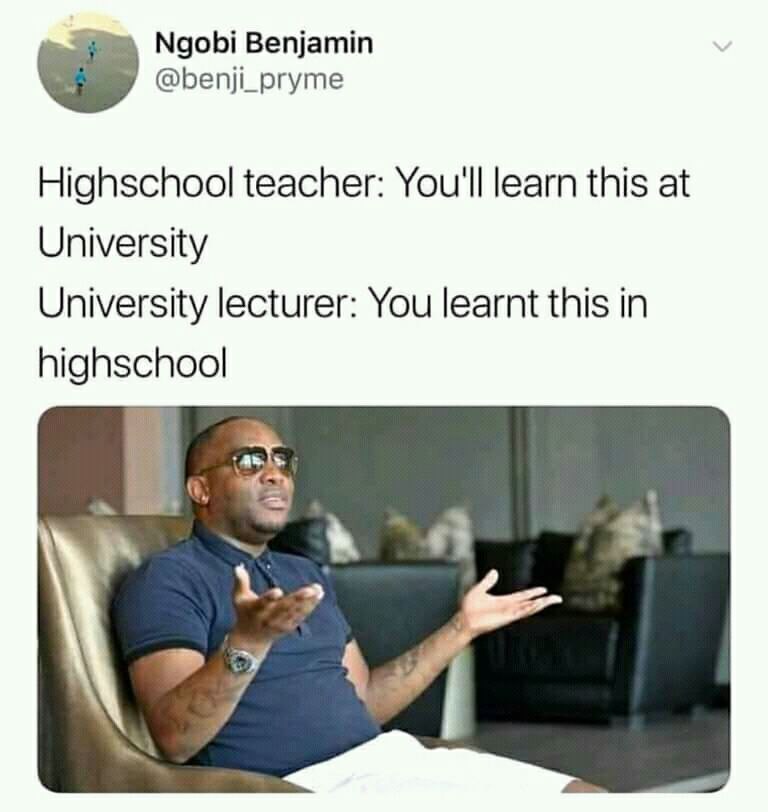 Ngobi Benjamin
@benji_pryme
Highschool teacher: You'll learn this at
University
University lecturer: You learnt this in
highschool